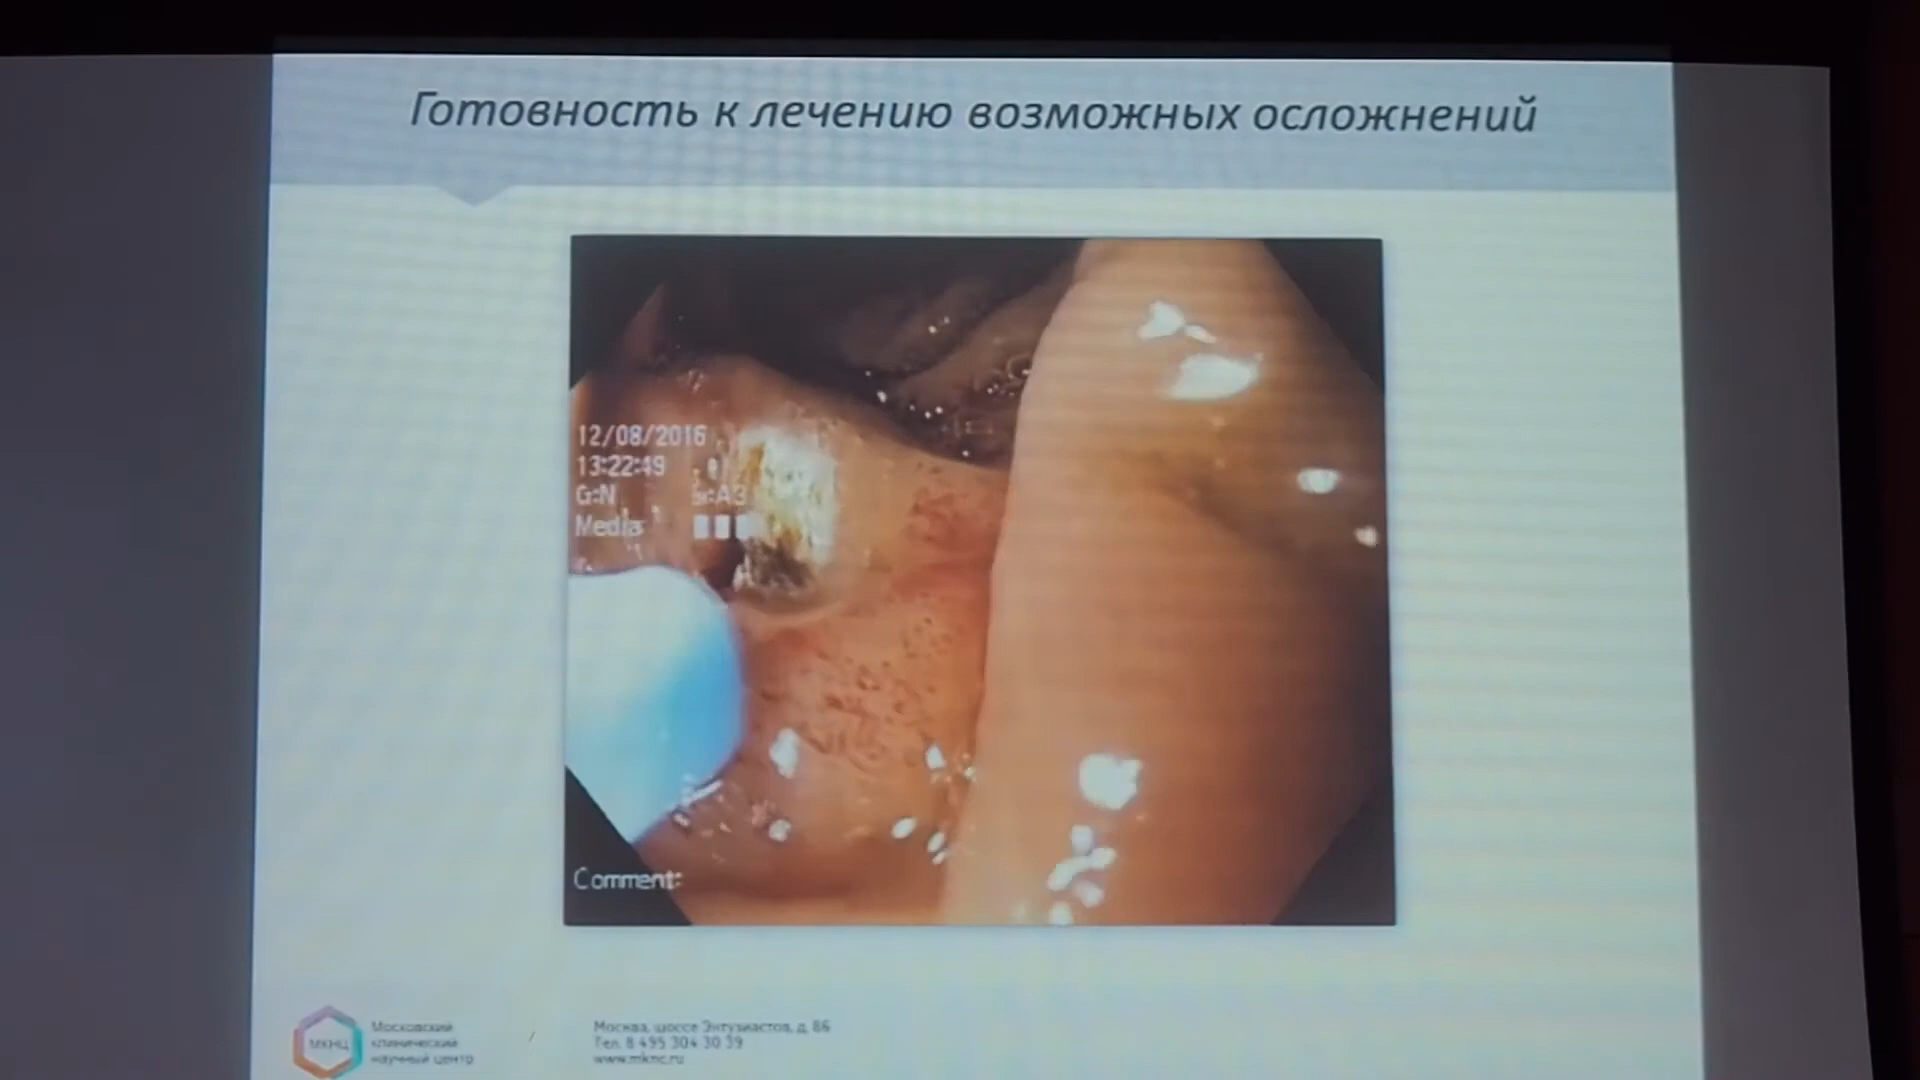 Готовность к лечению возможных осложнений
12/08/2016
13:22:49
G:N
Media
Comment:
МКНЦ
Московский
клинический
научный центр
Москва, шоссе Энтузиастов, д. 86
Тел. 8 495 304 30 39
www.mknc.ru